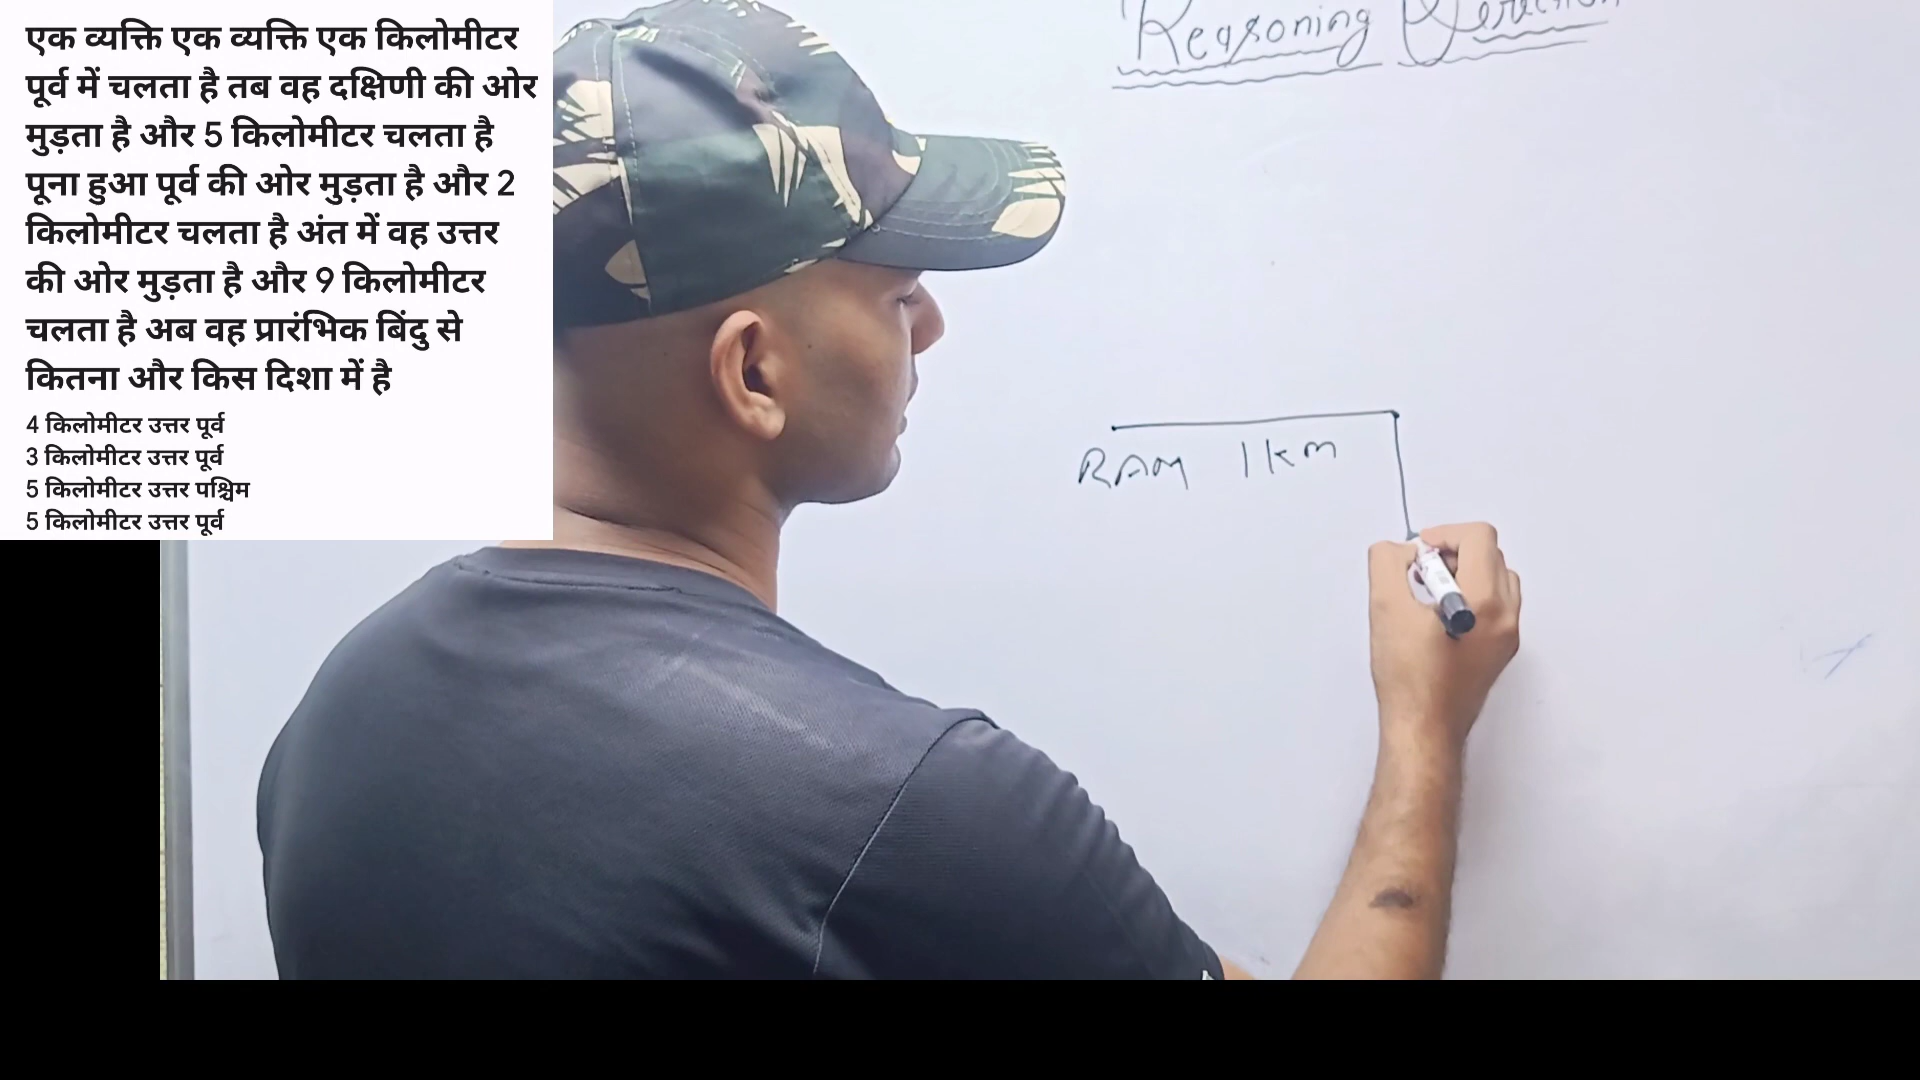 एक व्यक्ति एक व्यक्ति एक किलोमीटर
पूर्व में चलता है तब वह दक्षिणी की ओर
मुड़ता है और 5 किलोमीटर चलता है
पूना हुआ पूर्व की ओर मुड़ता है और 2
किलोमीटर चलता है अंत में वह उत्तर
की ओर मुड़ता है और 9 किलोमीटर
चलता है अब वह प्रारंभिक बिंदु से
कितना और किस दिशा में है
4 किलोमीटर उत्तर पूर्व
3 किलोमीटर उत्तर पूर्व
5 किलोमीटर उत्तर पश्चिम
5 किलोमीटर उत्तर पूर्व
Reasoning
RAM 1 km